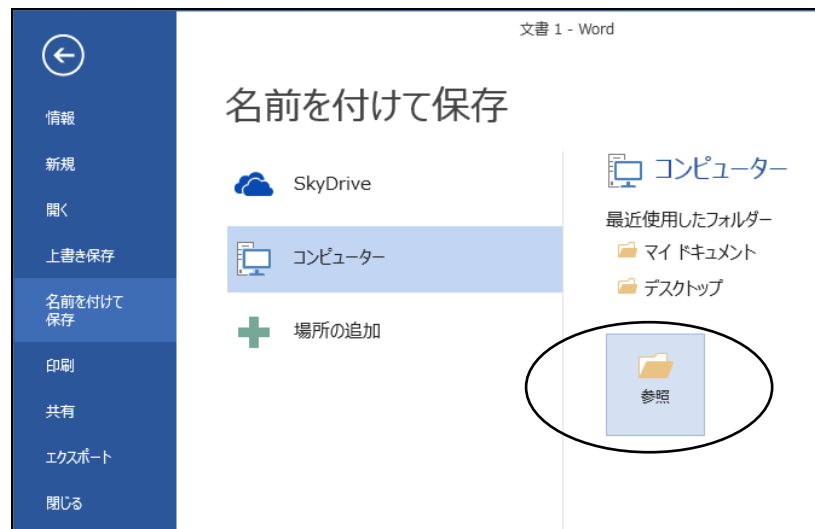 文書 1 - Word
情報
新規
開く
上書き保存
名前を付けて
保存
印刷
共有
エクスポート
閉じる
名前を付けて保存
SkyDrive
コンピューター
場所の追加
コンピューター
最近使用したフォルダー
マイ ドキュメント
デスクトップ
参照